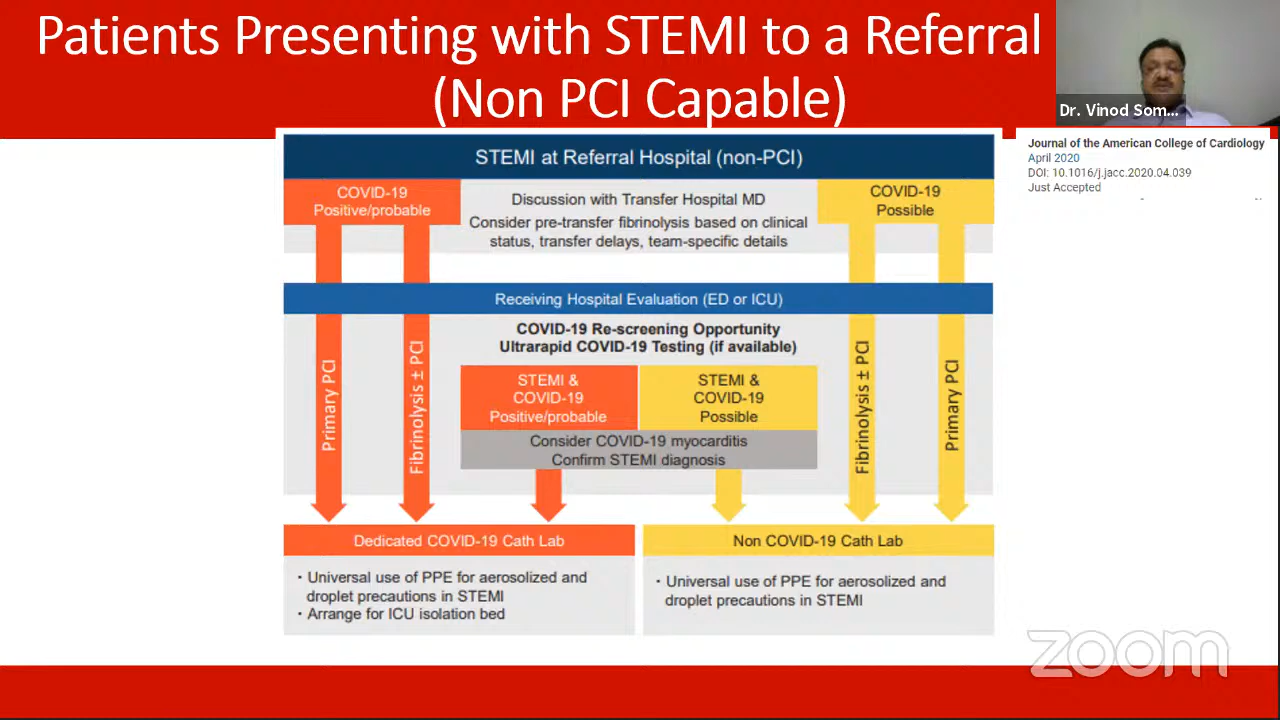 Patients Presenting with STEMI to a Referral
(Non PCI Capable)
Dr. Vinod Som...
Journal of the American College of Cardiology
April 2020
DOI: 10.1016/j.jacc.2020.04.039
Just Accepted
STEMI at Referral Hospital (non-PCI)
COVID-19
Positive/probable
Discussion with Transfer Hospital MD
Consider pre-transfer fibrinolysis based on clinical
status, transfer delays, team-specific details
COVID-19
Possible
Receiving Hospital Evaluation (ED or ICU)
COVID-19 Re-screening Opportunity
Ultrarapid COVID-19 Testing (if available)
Primary PCI
Fibrinolysis ± PCI
STEMI &
COVID-19
Positive/probable
STEMI &
COVID-19
Possible
Consider COVID-19 myocarditis
Confirm STEMI diagnosis
Fibrinolysis ± PCI
Primary PCI
Dedicated COVID-19 Cath Lab
• Universal use of PPE for aerosolized and
droplet precautions in STEMI
• Arrange for ICU isolation bed
Non COVID-19 Cath Lab
• Universal use of PPE for aerosolized and
droplet precautions in STEMI
zoom